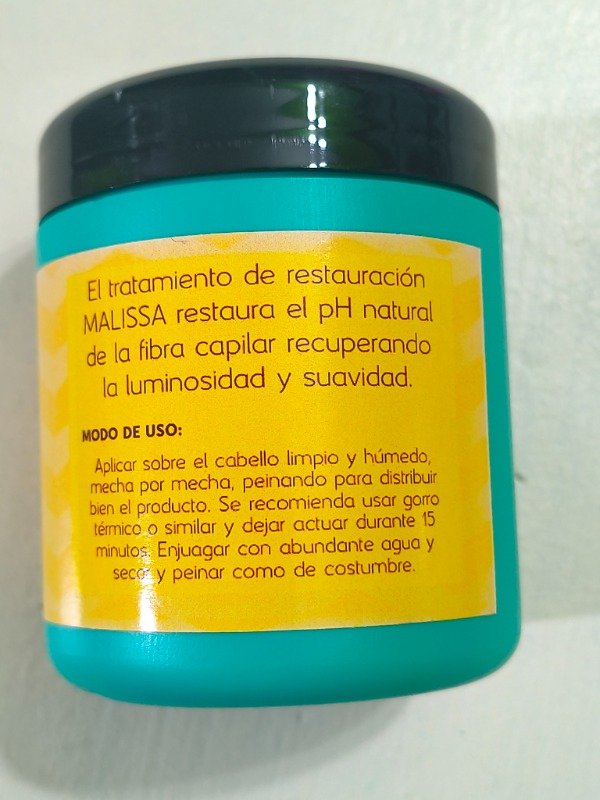 El tratamiento de restauración
MALISSA restaura el pH natural
de la fibra capilar recuperando
la luminosidad y suavidad.
MODO DE USO:
Aplicar sobre el cabello limpio y húmedo,
mecha por mecha, peinando para distribuir
bien el producto. Se recomienda usar gorro
térmico o similar y dejar actuar durante 15
minutos. Enjuagar con abundante agua y
secar y peinar como de costumbre.